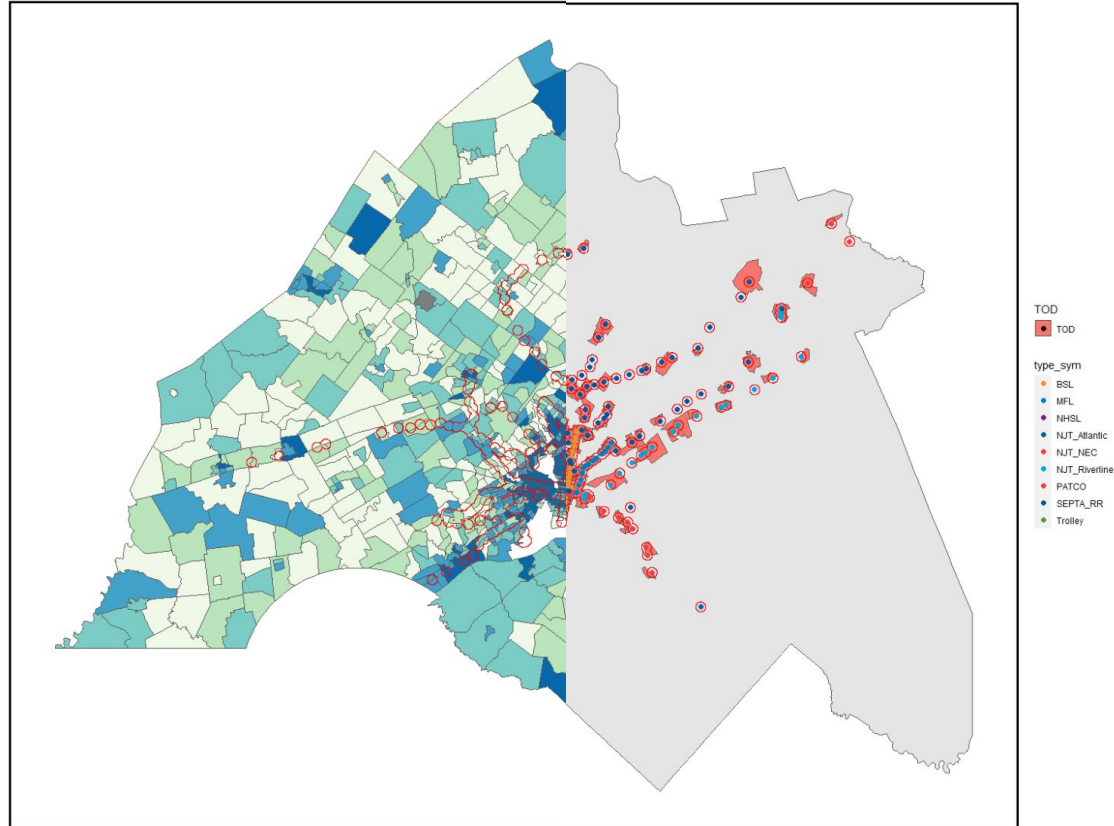 TOD
TOD
type_sym
BSL
MFL
NHSL
NJT_Atlantic
NJT_NEC
NJT_Riverline
PATCO
SEPTA_RR
Trolley